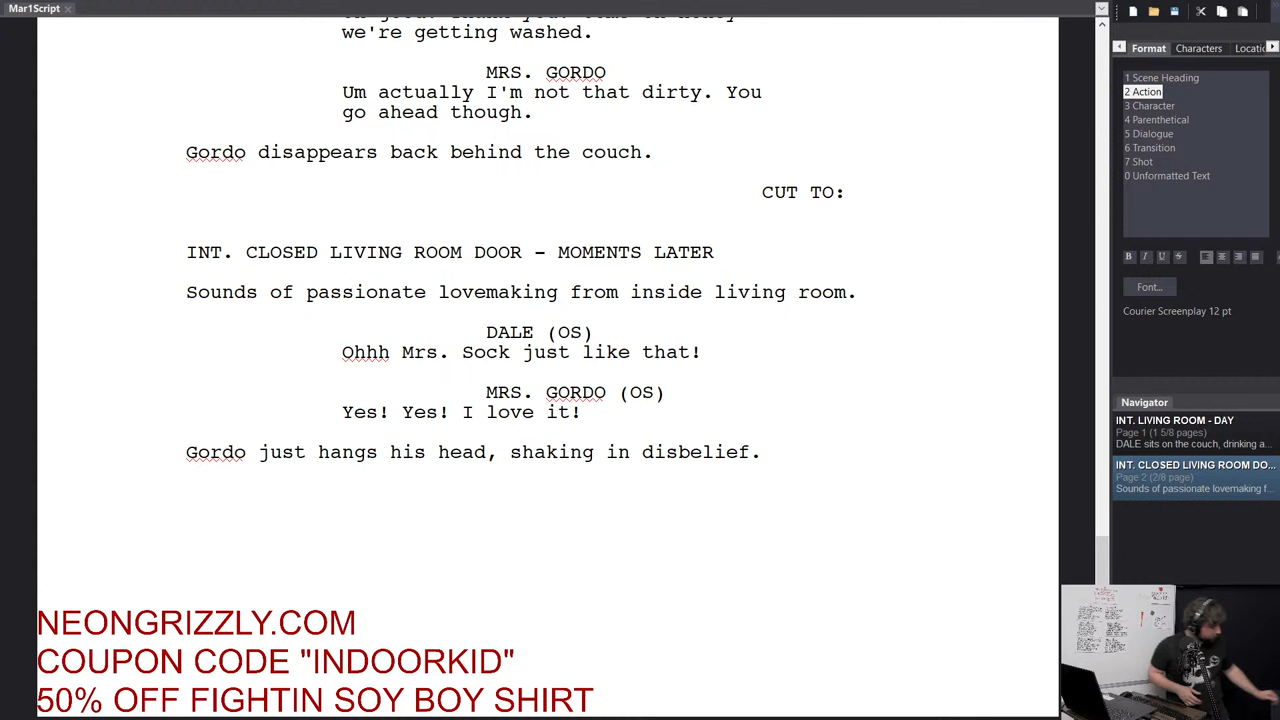 Mar1Script
we're getting washed.
MRS. GORDO
Um actually I'm not that dirty. You
go ahead though.
Gordo disappears back behind the couch.
CUT TO:
INT. CLOSED LIVING ROOM DOOR - MOMENTS LATER
Sounds of passionate lovemaking from inside living room.
DALE (OS)
Ohhh Mrs. Sock just like that!
MRS. GORDO (OS)
Yes! Yes! I love it!
Gordo just hangs his head, shaking in disbelief.
NEONGRIZZLY.COM
COUPON CODE "INDOORKID"
50% OFF FIGHTIN SOY BOY SHIRT
Format Characters Locatio
1 Scene Heading
2 Action
3 Character
4 Parenthetical
5 Dialogue
6 Transition
7 Shot
0 Unformatted Text
B I U S
Font...
Courier Screenplay 12 pt
Navigator
INT. LIVING ROOM - DAY
Page 1 (1 5/8 pages)
DALE sits on the couch, drinking a...
INT. CLOSED LIVING ROOM DO...
Page 2 (2/8 page)
Sounds of passionate lovemaking f...